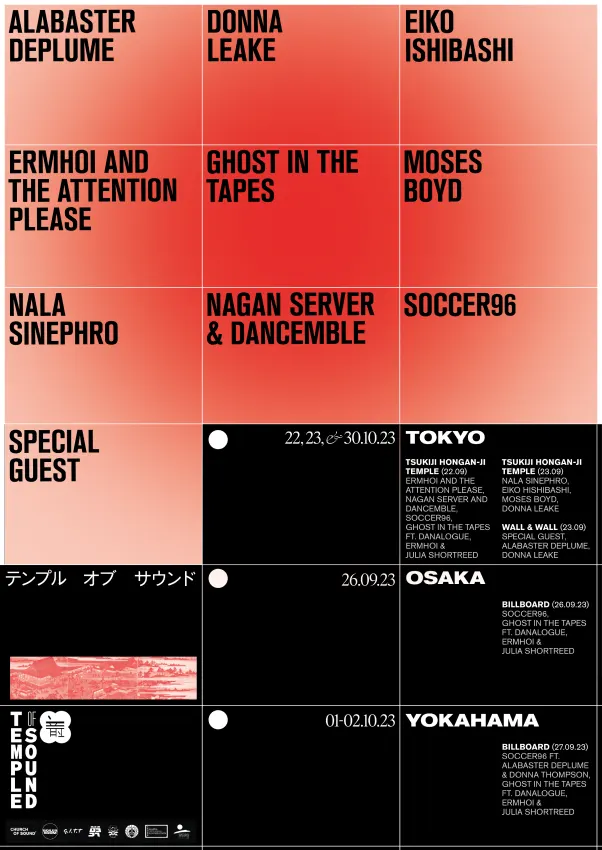 ALABASTER
DEPLUME
DONNA
LEAKE
EIKO
ISHIBASHI
ERMHOI AND
THE ATTENTION
PLEASE
GHOST IN THE
TAPES
MOSES
BOYD
NALA
SINEPHRO
NAGAN SERVER
& DANCEMBLE
SOCCER96
SPECIAL
GUEST
22, 23, & 30.10.23
TOKYO
TSUKIJI HONGAN-JI
TEMPLE (22.09)
ERMHOI AND THE
ATTENTION PLEASE,
NAGAN SERVER AND
DANCEMBLE,
SOCCER96,
GHOST IN THE TAPES
FT. DANALOGUE,
ERMHOI &
JULIA SHORTREED
TSUKIJI HONGAN-JI
TEMPLE (23.09)
NALA SINEPHRO,
EIKO HISHIBASHI,
MOSES BOYD,
DONNA LEAKE
WALL & WALL (23.09)
SPECIAL GUEST,
ALABASTER DEPLUME,
DONNA LEAKE
テンプル オブ サウンド
26.09.23
OSAKA
BILLBOARD (26.09.23)
SOCCER96,
GHOST IN THE TAPES
FT. DANALOGUE,
ERMHOI &
JULIA SHORTREED
TEMPLE
OF
SOUND
音
01-02.10.23
YOKAHAMA
BILLBOARD (27.09.23)
SOCCER96 FT.
ALABASTER DEPLUME
& DONNA THOMPSON,
GHOST IN THE TAPES
FT. DANALOGUE,
ERMHOI &
JULIA SHORTREED
CHURCH
OF SOUND